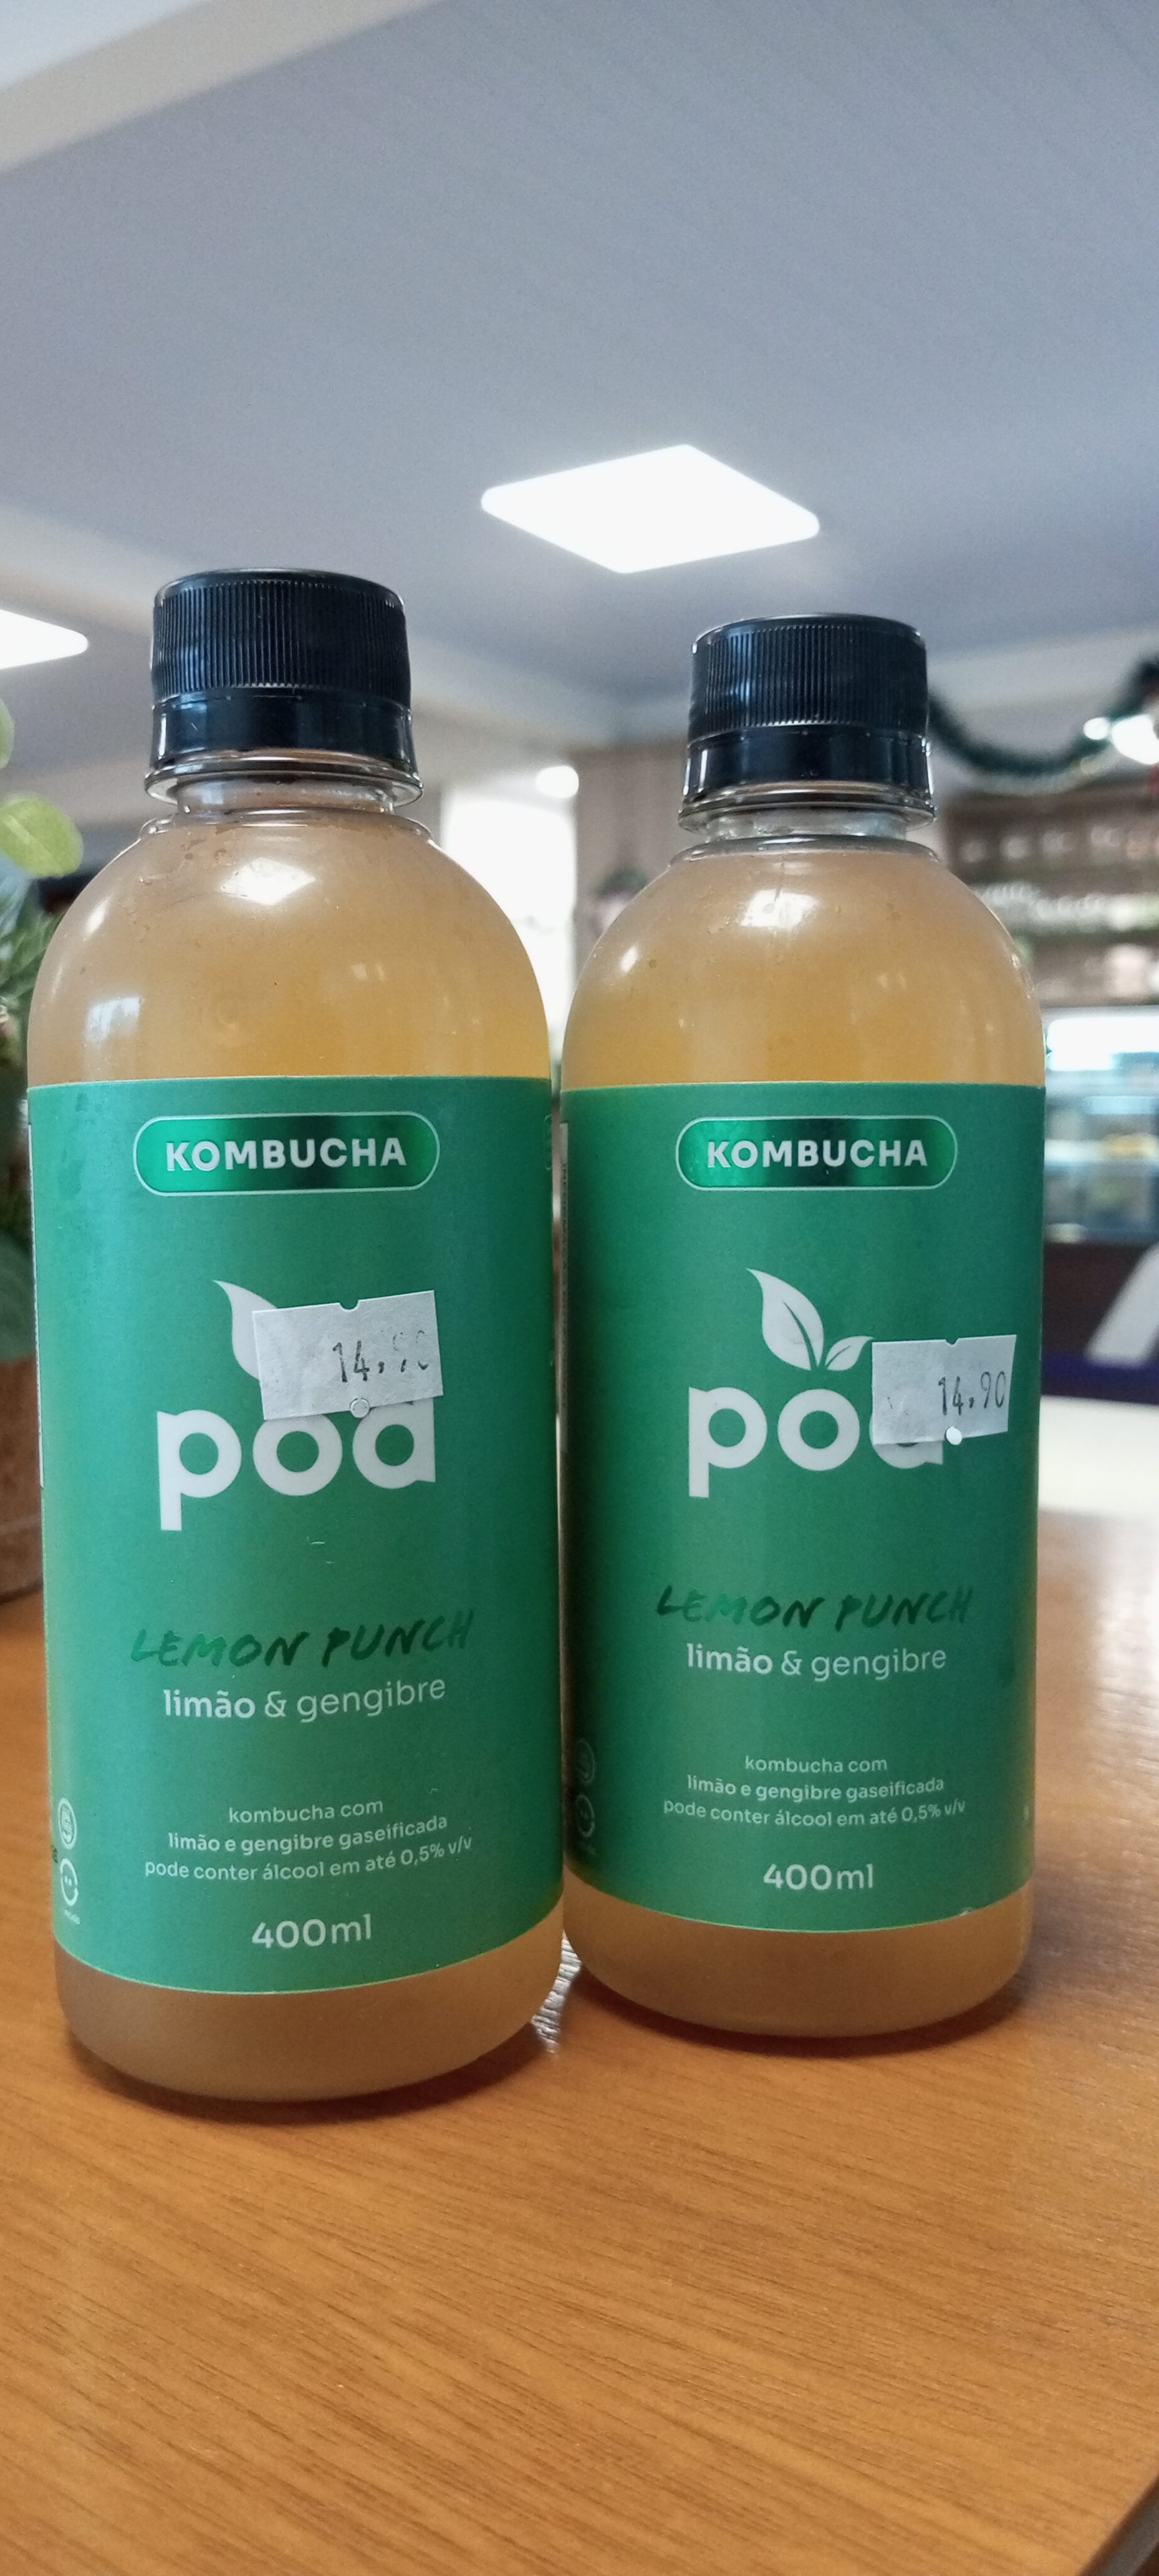 KOMBUCHA
14.90
LEMON PUNCH
limão & gengibre
kombucha com
limão e gengibre gaseificada
pode conter álcool em até 0,5% v/v
400ml
KOMBUCHA
14.90
LEMON PUNCH
limão & gengibre
kombucha com
limão e gengibre gaseificada
pode conter álcool em até 0,5% v/v
400ml